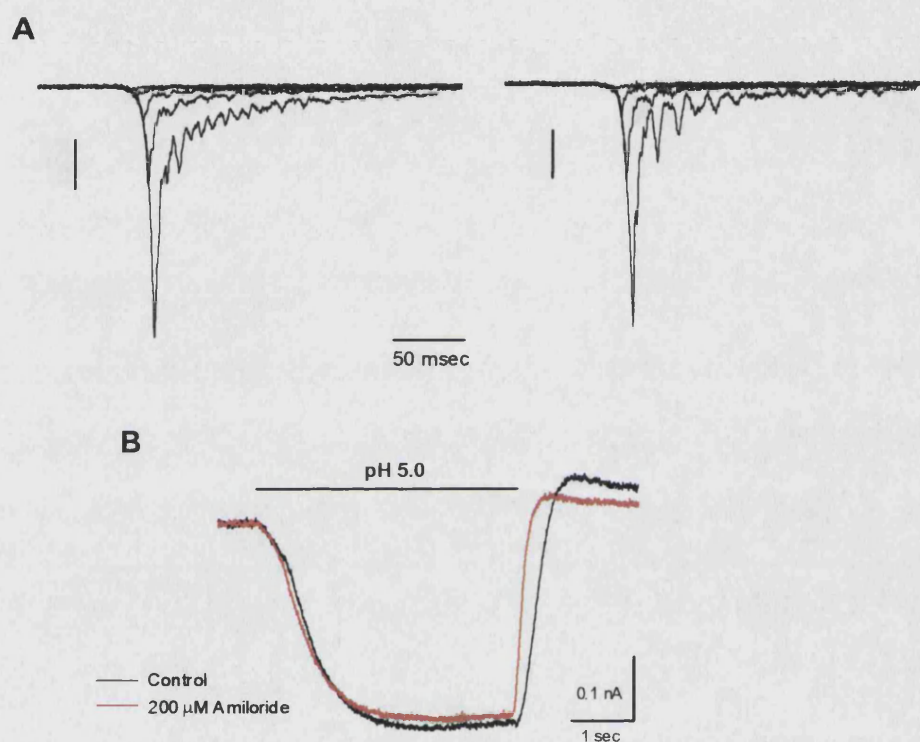 A
50 msec
B
pH 5.0
Control
200 μM Amiloride
0.1 nA
1 sec